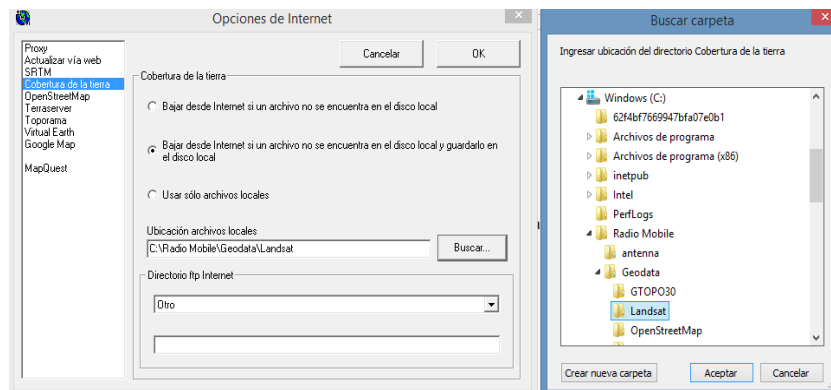 Opciones de Internet
Proxy
Actualizar vía web
SRTM
Cobertura de la tierra
OpenStreetMap
Terraserver
Toporama
Virtual Earth
Google Map
MapQuest
Cancelar
OK
Cobertura de la tierra
Bajar desde Internet si un archivo no se encuentra en el disco local
Bajar desde Internet si un archivo no se encuentra en el disco local y guardarlo en
el disco local
Usar sólo archivos locales
Ubicación archivos locales
C:\Radio Mobile\Geodata\Landsat
Buscar...
Directorio ftp Internet
Otro
Buscar carpeta
Ingresar ubicación del directorio Cobertura de la tierra
Windows (C:)
62f4bf7669947bfa07e0b1
Archivos de programa
Archivos de programa (x86)
inetpub
Intel
PerfLogs
Radio Mobile
antenna
Geodata
GTOPO30
Landsat
OpenStreetMap
Crear nueva carpeta
Aceptar
Cancelar